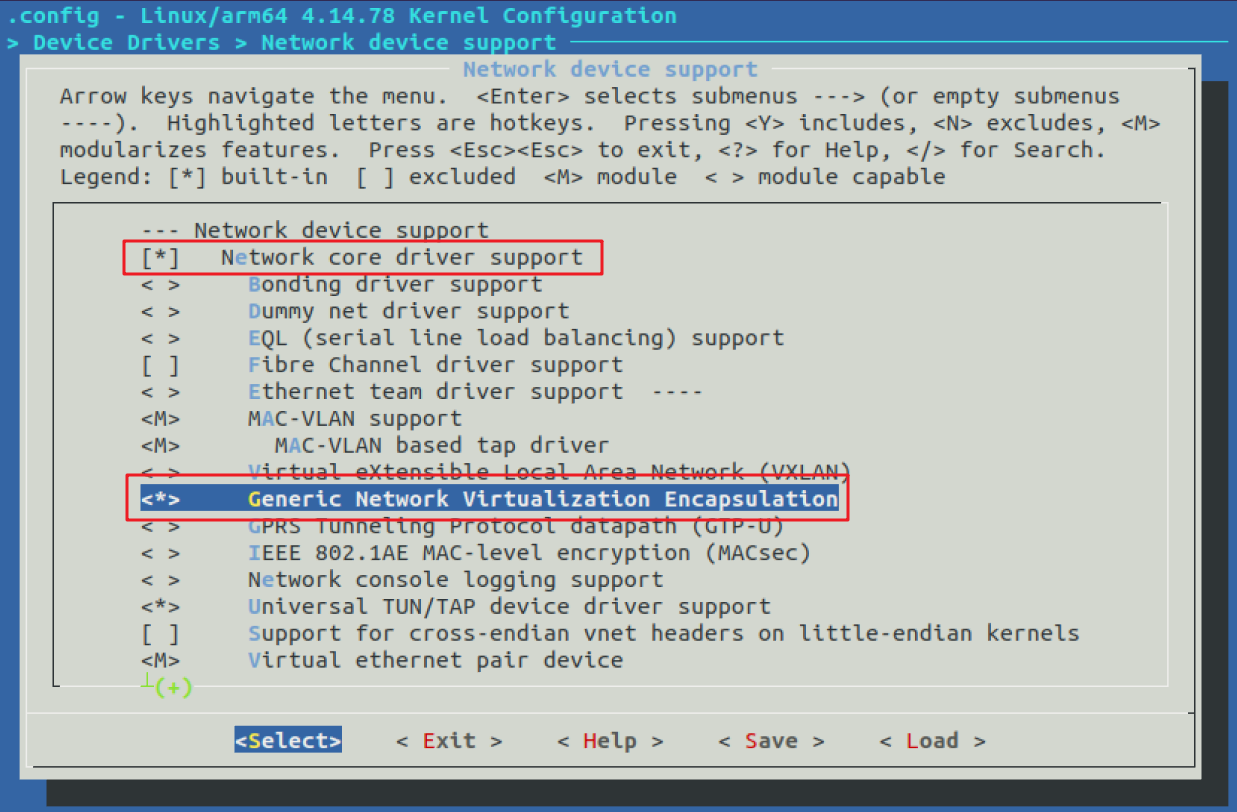 .config - Linux/arm64 4.14.78 Kernel Configuration
> Device Drivers > Network device support
Network device support
Arrow keys navigate the menu.  <Enter> selects submenus ---> (or empty submenus
----).  Highlighted letters are hotkeys.  Pressing <Y> includes, <N> excludes, <M>
modularizes features.  Press <Esc><Esc> to exit, <?> for Help, </> for Search.
Legend: [*] built-in  [ ] excluded  <M> module  < > module capable
--- Network device support
[*]   Network core driver support
< >     Bonding driver support
< >     Dummy net driver support
< >     EQL (serial line load balancing) support
[ ]     Fibre Channel driver support
< >     Ethernet team driver support  ----
<M>     MAC-VLAN support
<M>       MAC-VLAN based tap driver
< >     Virtual eXtensible Local Area Network (VXLAN)
<*>     Generic Network Virtualization Encapsulation
< >     GPRS Tunneling Protocol datapath (GTP-U)
< >     IEEE 802.1AE MAC-level encryption (MACsec)
< >     Network console logging support
<*>     Universal TUN/TAP device driver support
[ ]     Support for cross-endian vnet headers on little-endian kernels
<M>     Virtual ethernet pair device
(+)
<Select>    < Exit >    < Help >    < Save >    < Load >